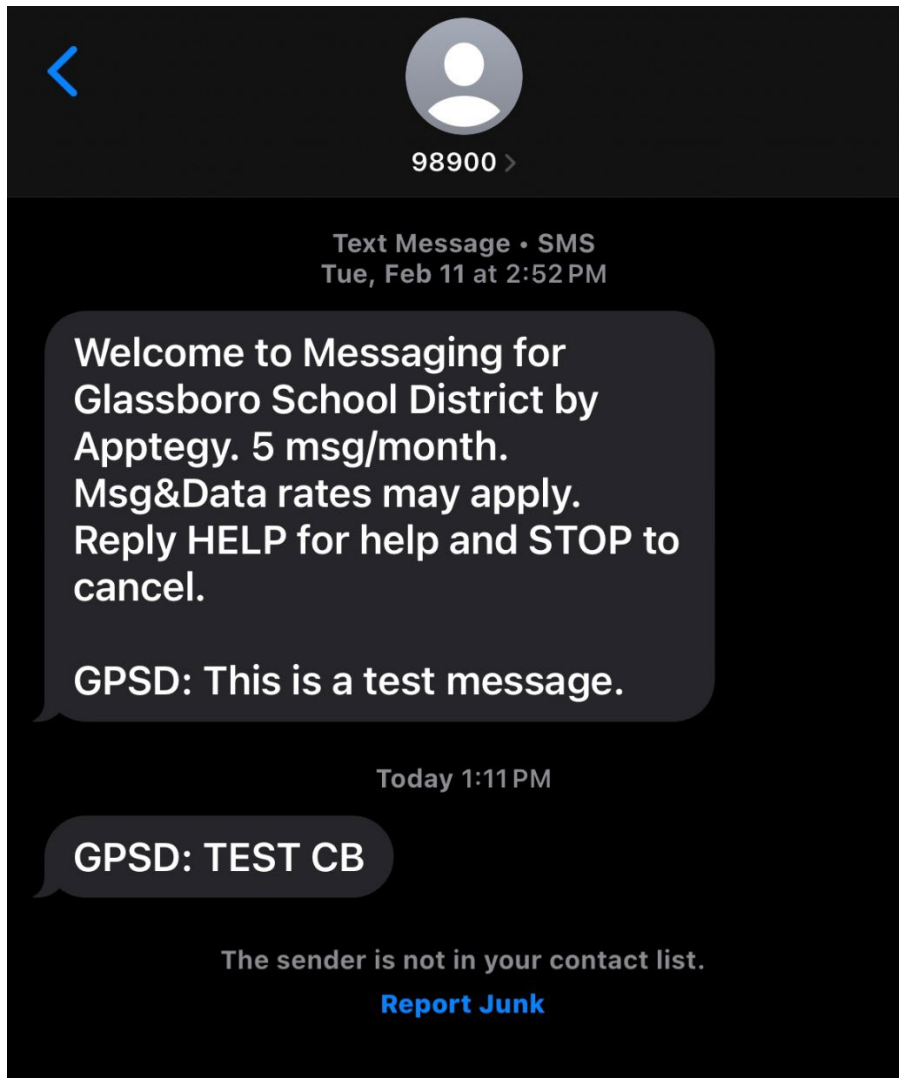 98900
Text Message • SMS
Tue, Feb 11 at 2:52 PM
Welcome to Messaging for
Glassboro School District by
Apptegy. 5 msg/month.
Msg&Data rates may apply.
Reply HELP for help and STOP to
cancel.
GPSD: This is a test message.
Today 1:11 PM
GPSD: TEST CB
The sender is not in your contact list.
Report Junk